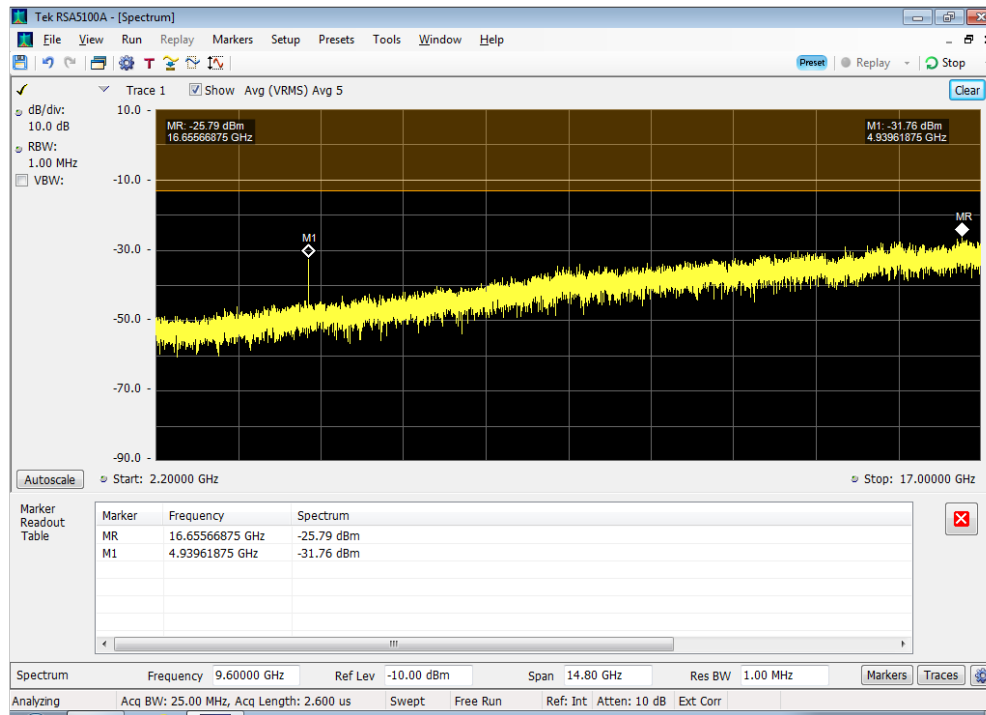 Tek RSA5100A - [Spectrum]
File View Run Replay Markers Setup Presets Tools Window Help
T Preset Replay Stop
Trace 1 Show Avg (VRMS) Avg 5 Clear
dB/div:
10.0 dB
RBW:
1.00 MHz
VBW:
10.0 -
-10.0 -
-30.0 -
-50.0 -
-70.0 -
-90.0 -
MR: -25.79 dBm
16.65566875 GHz
M1: -31.76 dBm
4.93961875 GHz
M1
MR
Autoscale Start: 2.20000 GHz Stop: 17.00000 GHz
Marker
Readout
Table
Marker Frequency Spectrum
MR 16.65566875 GHz -25.79 dBm
M1 4.93961875 GHz -31.76 dBm
Spectrum Frequency 9.60000 GHz Ref Lev -10.00 dBm Span 14.80 GHz Res BW 1.00 MHz Markers Traces
Analyzing Acq BW: 25.00 MHz, Acq Length: 2.600 us Swept Free Run Ref: Int Atten: 10 dB Ext Corr